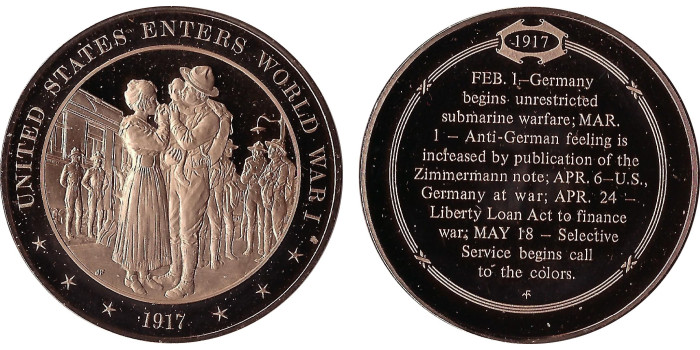 UNITED STATES ENTERS WORLD WAR I
1917
1917
FEB. 1–Germany
begins unrestricted
submarine warfare; MAR.
1 – Anti-German feeling is
increased by publication of the
Zimmermann note; APR. 6–U.S.,
Germany at war; APR. 24 –
Liberty Loan Act to finance
war; MAY 18 – Selective
Service begins call
to the colors.